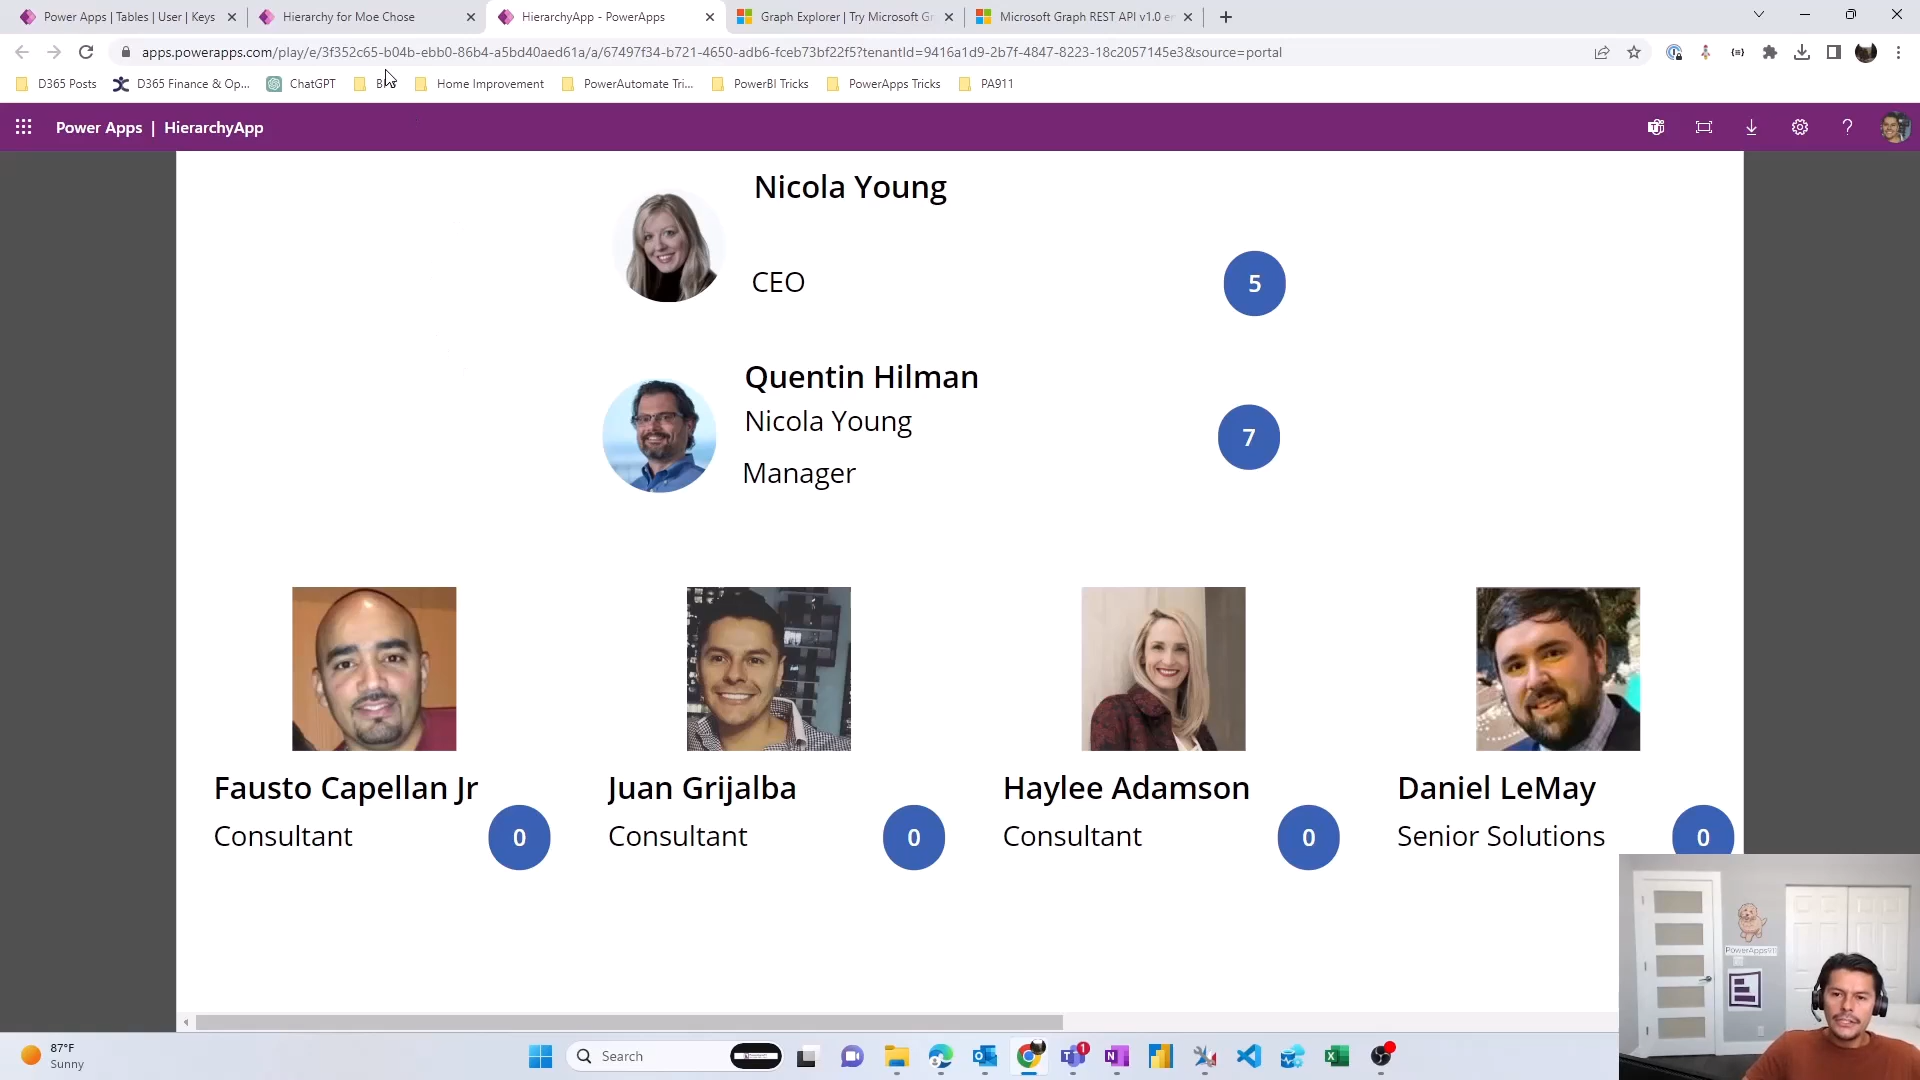 Power Apps | Tables | User | Keys
Hierarchy for Moe Chose
HierarchyApp - PowerApps
Graph Explorer | Try Microsoft Gr
Microsoft Graph REST API v1.0 en
apps.powerapps.com/play/e/3f352c65-b04b-ebb0-86b4-a5bd40aed61a/a/67497f34-b721-4650-adb6-fceb73bf22f5?tenantId=9416a1d9-2b7f-4847-8223-18c2057145e3&source=portal
D365 Posts
D365 Finance & Op...
ChatGPT
Home Improvement
PowerAutomate Tri...
PowerBI Tricks
PowerApps Tricks
PA911
Power Apps | HierarchyApp
Nicola Young
CEO
5
Quentin Hilman
Nicola Young
Manager
7
Fausto Capellan Jr
Consultant
0
Juan Grijalba
Consultant
0
Haylee Adamson
Consultant
0
Daniel LeMay
Senior Solutions
0
PowerApps911
87°F
Sunny
Search
1